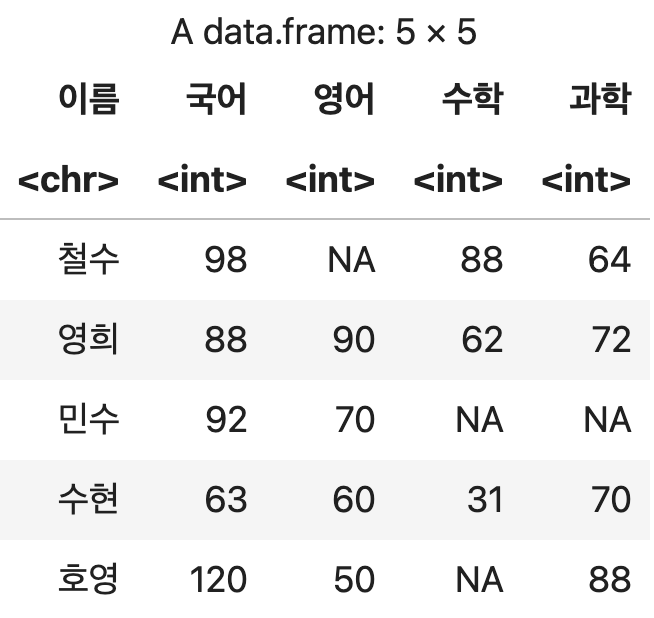 A data.frame: 5 × 5
이름 국어 영어 수학 과학
<chr> <int> <int> <int> <int>
철수 98 NA 88 64
영희 88 90 62 72
민수 92 70 NA NA
수현 63 60 31 70
호영 120 50 NA 88